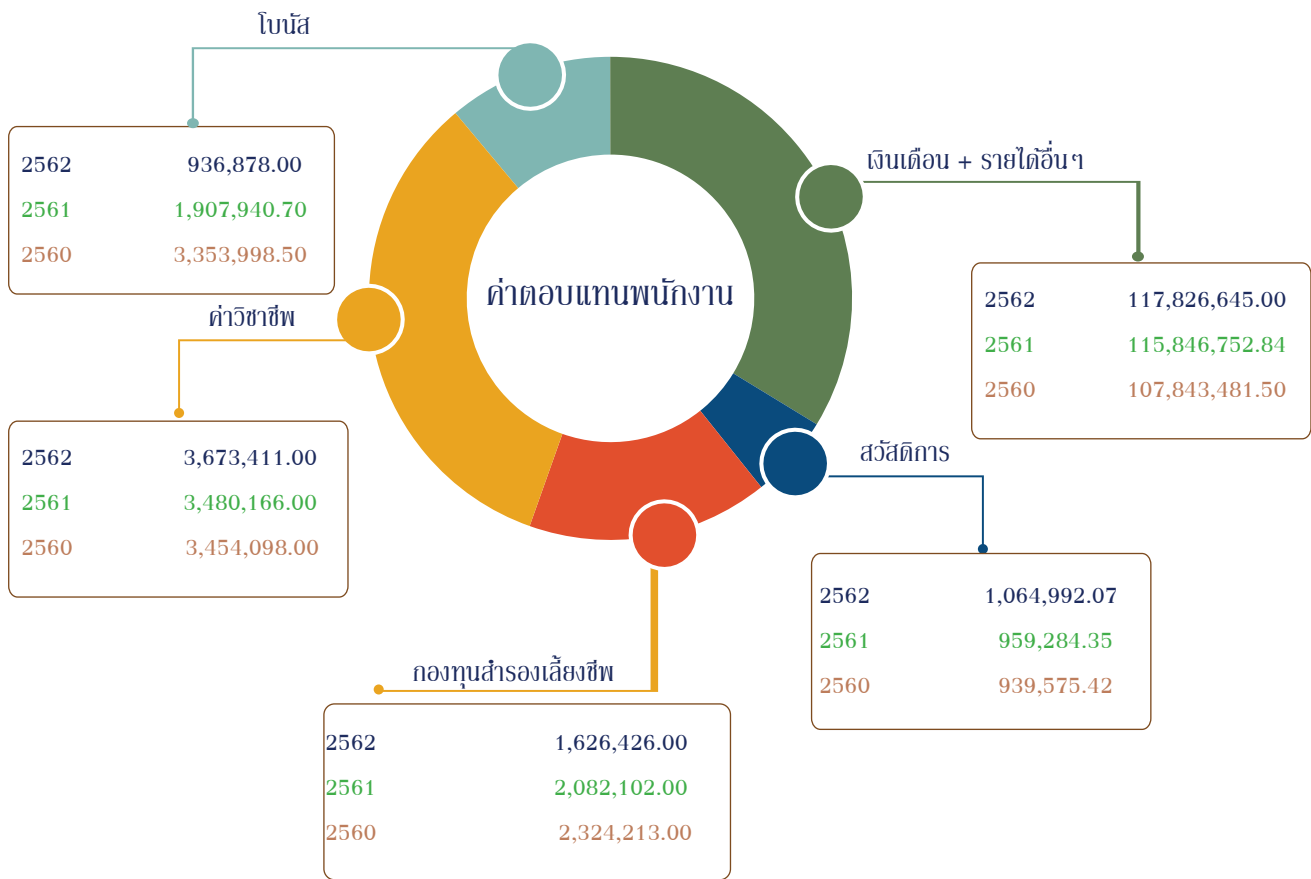 โบนัส
2562 936,878.00
2561 1,907,940.70
2560 3,353,998.50
เงินเดือน + รายได้อื่นๆ
2562 117,826,645.00
2561 115,846,752.84
2560 107,843,481.50
ค่าตอบแทนพนักงาน
ค่าวิชาชีพ
2562 3,673,411.00
2561 3,480,166.00
2560 3,454,098.00
สวัสดิการ
2562 1,064,992.07
2561 959,284.35
2560 939,575.42
กองทุนสำรองเลี้ยงชีพ
2562 1,626,426.00
2561 2,082,102.00
2560 2,324,213.00